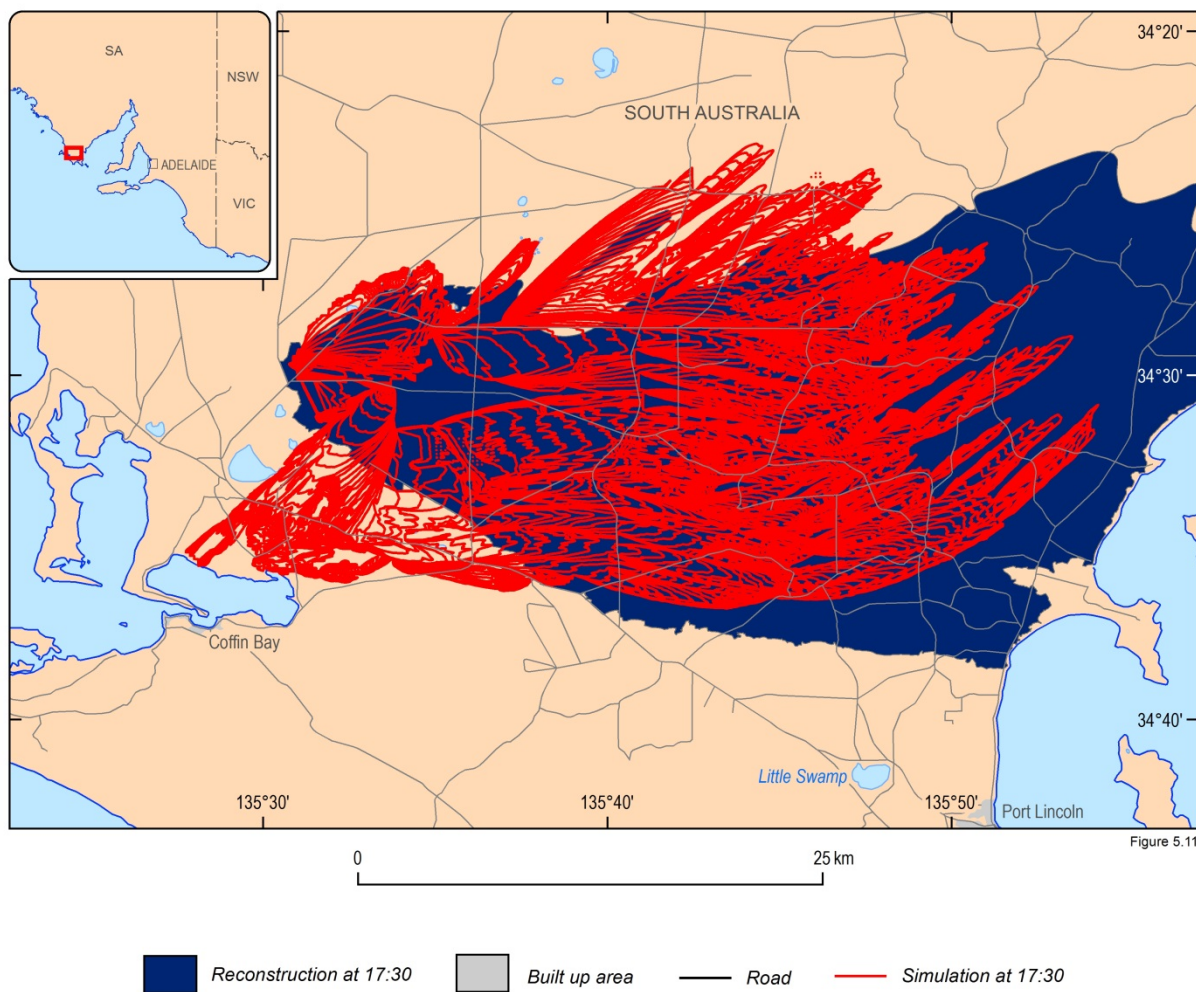 SA
NSW
ADELAIDE
VIC
34°20'
SOUTH AUSTRALIA
34°30'
Coffin Bay
34°40'
Little Swamp
135°30'
135°40'
135°50'
Port Lincoln
Figure 5.11
0
25 km
Reconstruction at 17:30
Built up area
Road
Simulation at 17:30